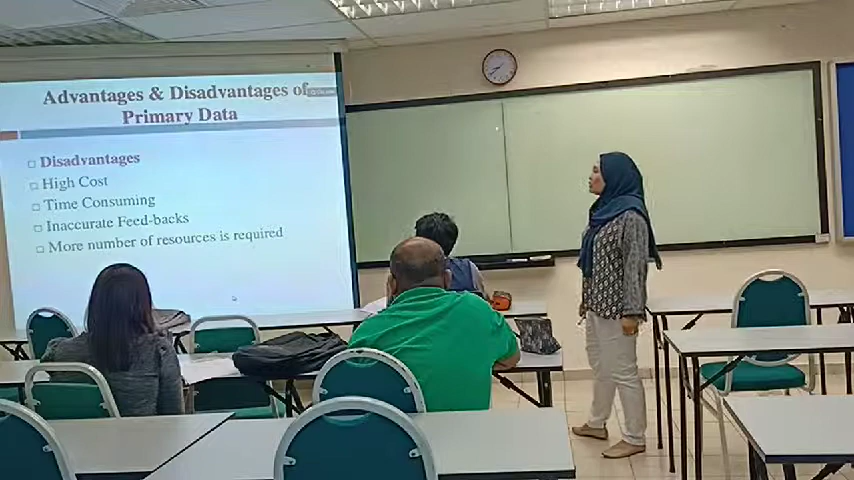 Advantages & Disadvantages of
Primary Data
Disadvantages
High Cost
Time Consuming
Inaccurate Feed-backs
More number of resources is required